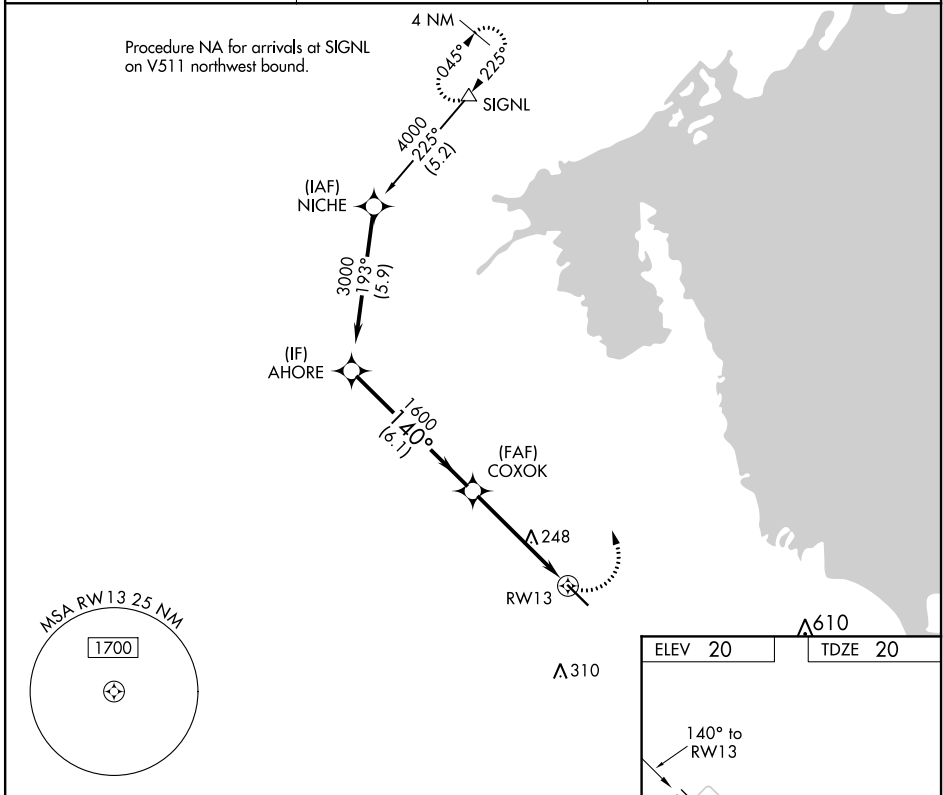 4 NM
Procedure NA for arrivals at SIGNL
on V511 northwest bound.
045°
225°
SIGNL
4000
225°
(5.2)
(IAF)
NICHE
3000
193°
(5.9)
(IF)
AHORE
1600
140°
(6.1)
(FAF)
COXOK
248
RW13
MSA RW13 25 NM
1700
310
610
ELEV 20
TDZE 20
140° to
RW13